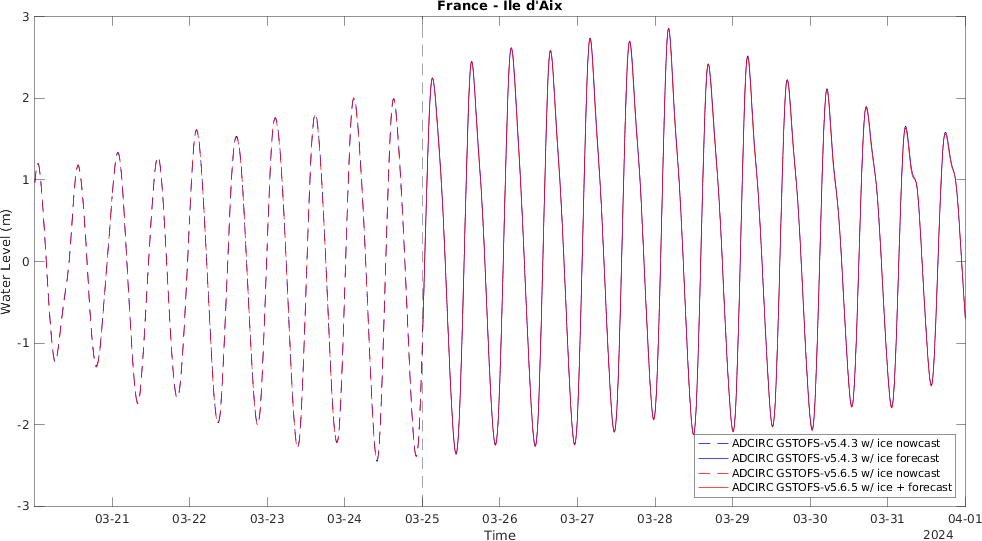 France - Ile d'Aix
Water Level (m)
3
2
1
0
-1
-2
-3
ADCIRC GSTOFS-v5.4.3 w/ ice nowcast
ADCIRC GSTOFS-v5.4.3 w/ ice forecast
ADCIRC GSTOFS-v5.6.5 w/ ice nowcast
ADCIRC GSTOFS-v5.6.5 w/ ice + forecast
03-21 03-22 03-23 03-24 03-25 03-26 03-27 03-28 03-29 03-30 03-31 04-01
Time 2024